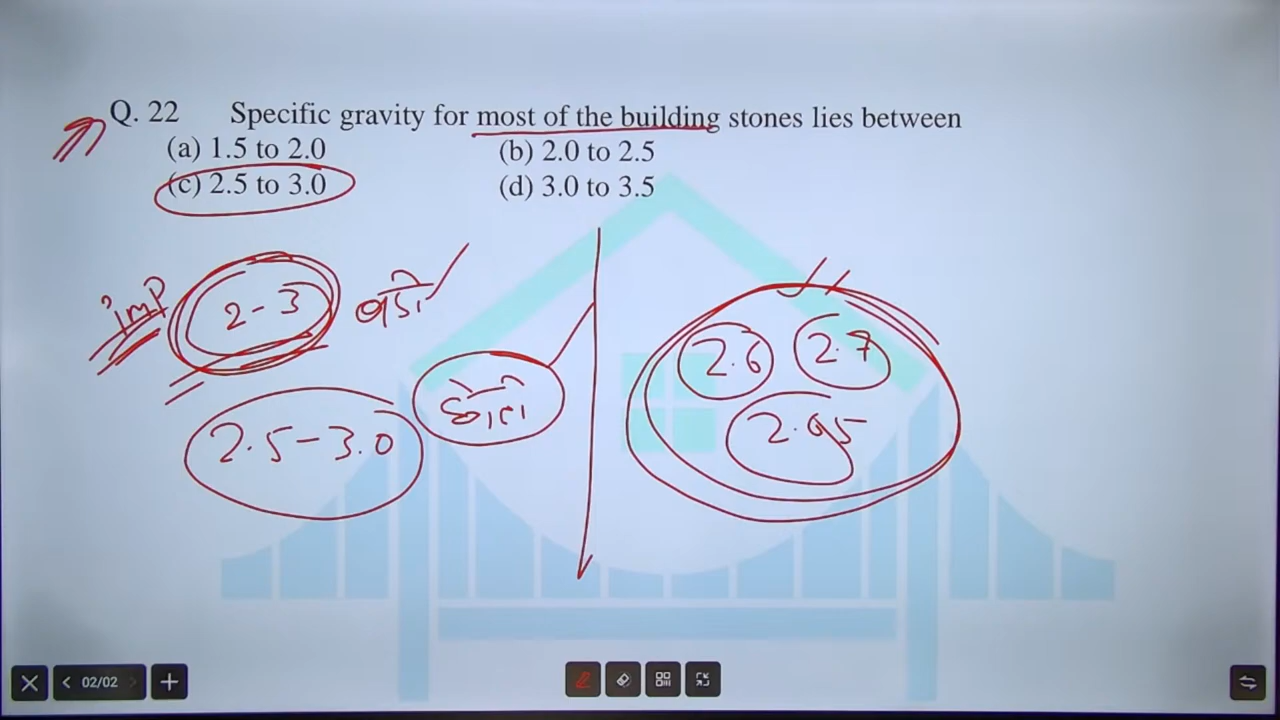 Q. 22 Specific gravity for most of the building stones lies between
(a) 1.5 to 2.0 (b) 2.0 to 2.5
(c) 2.5 to 3.0 (d) 3.0 to 3.5
imp 2-3 बड़ी
2.6 2.7
2.5-3.0 छोटी 2.95
02/02